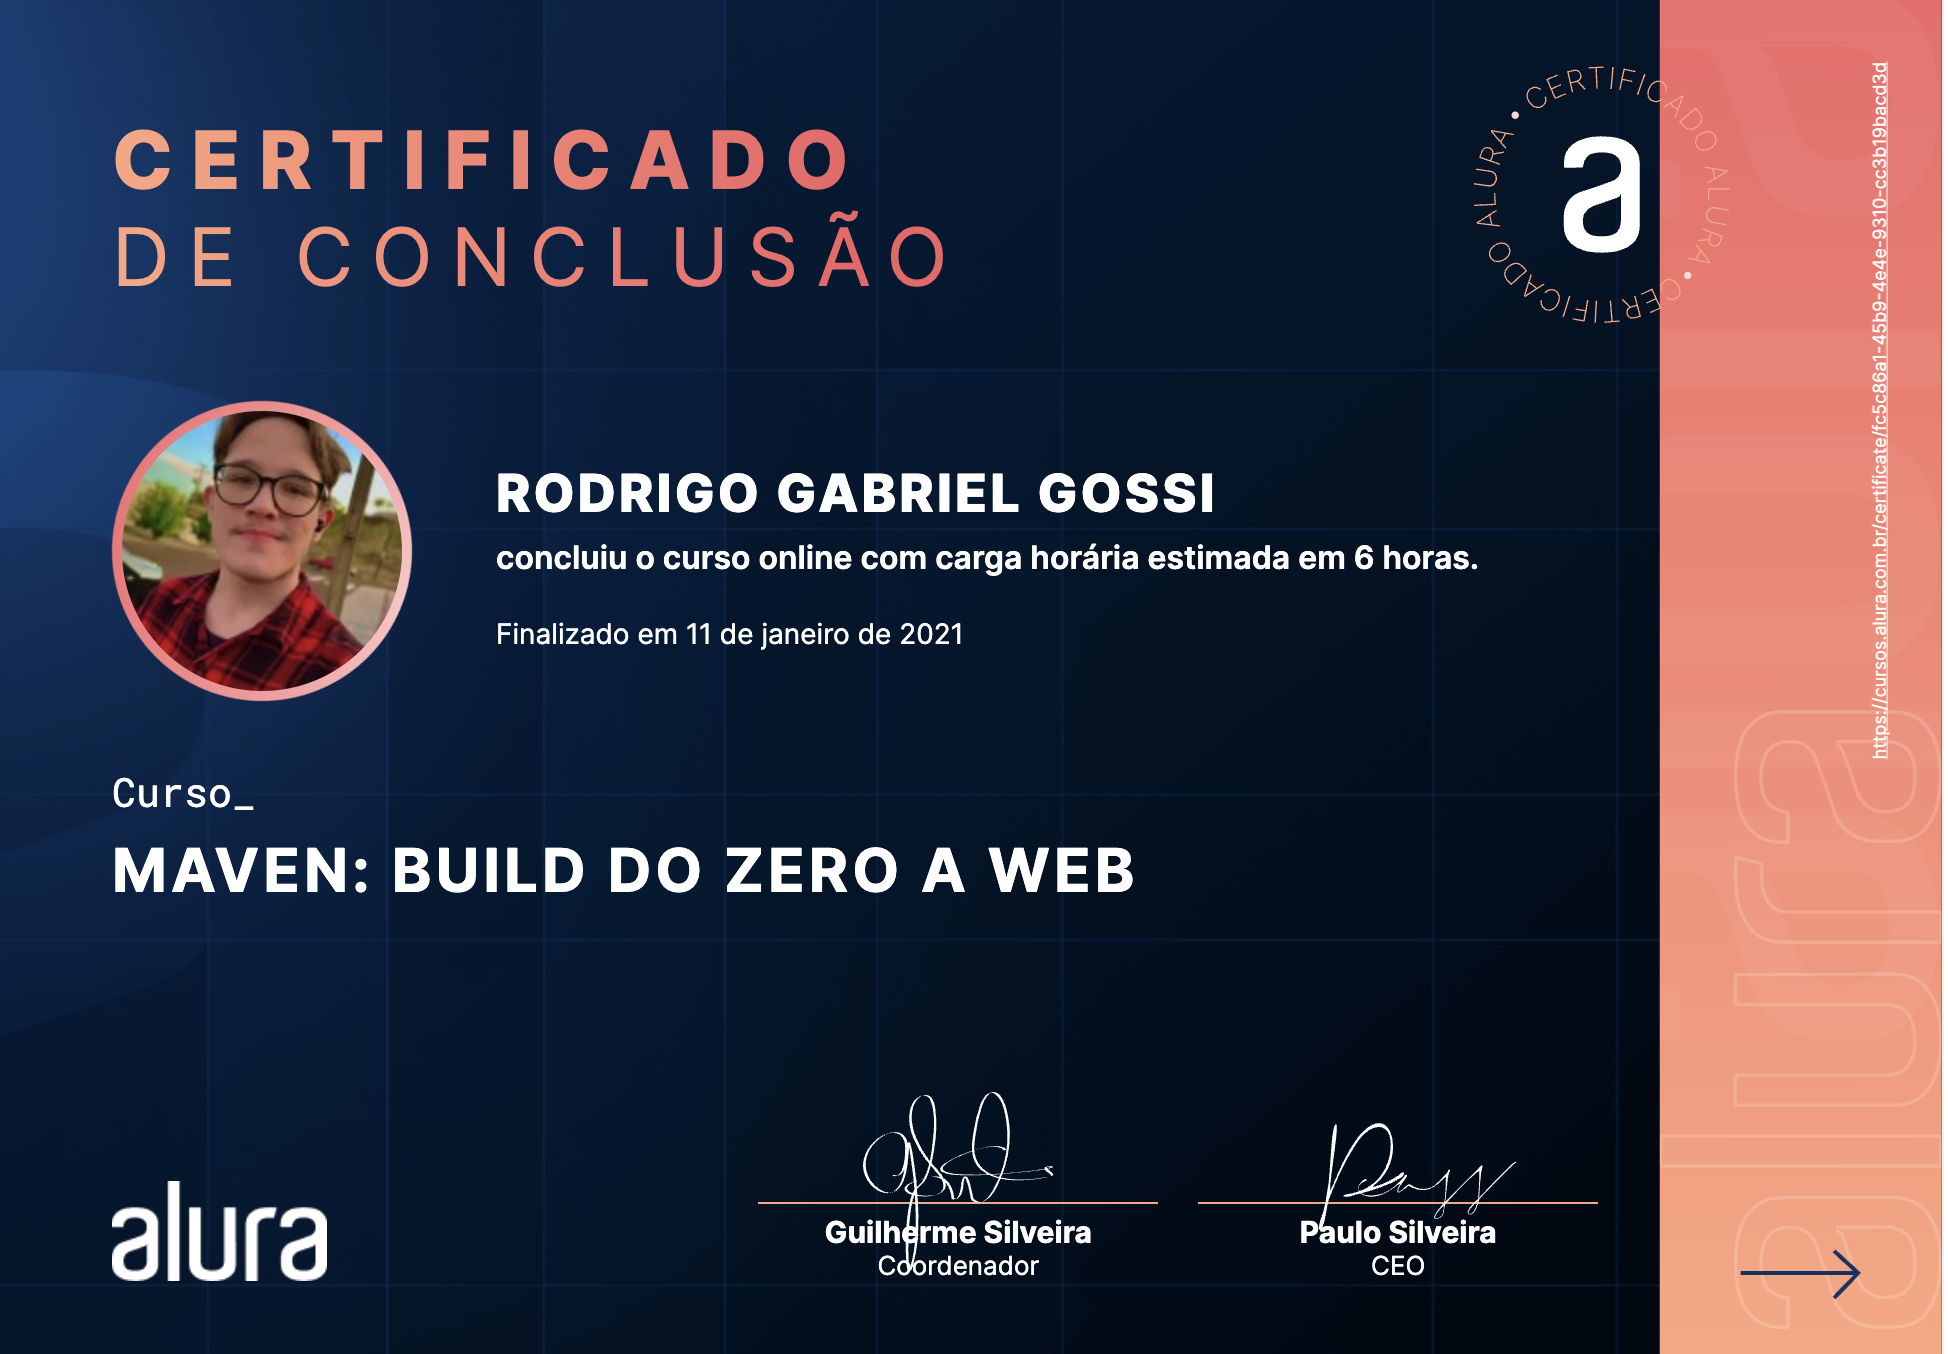 CERTIFICADO
DE CONCLUSÃO
CERTIFICADO ALURA • CERTIFICADO ALURA •
a
https://cursos.alura.com.br/certificate/fc5c86a1-45b9-4e4e-9310-cc3b19bacd3d
RODRIGO GABRIEL GOSSI
concluiu o curso online com carga horária estimada em 6 horas.
Finalizado em 11 de janeiro de 2021
Curso_
MAVEN: BUILD DO ZERO A WEB
alura
Guilherme Silveira
Coordenador
Paulo Silveira
CEO
alura